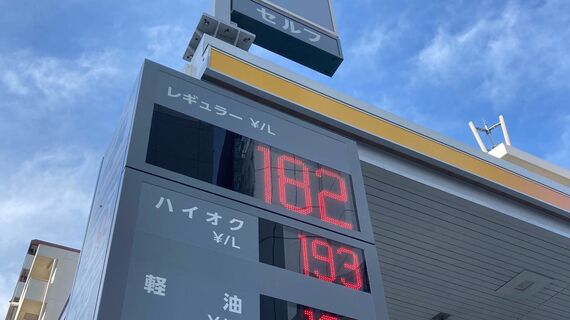 セルフ
レギュラー ¥/L
182
ハイオク
¥/L
193
軽 油
¥/L